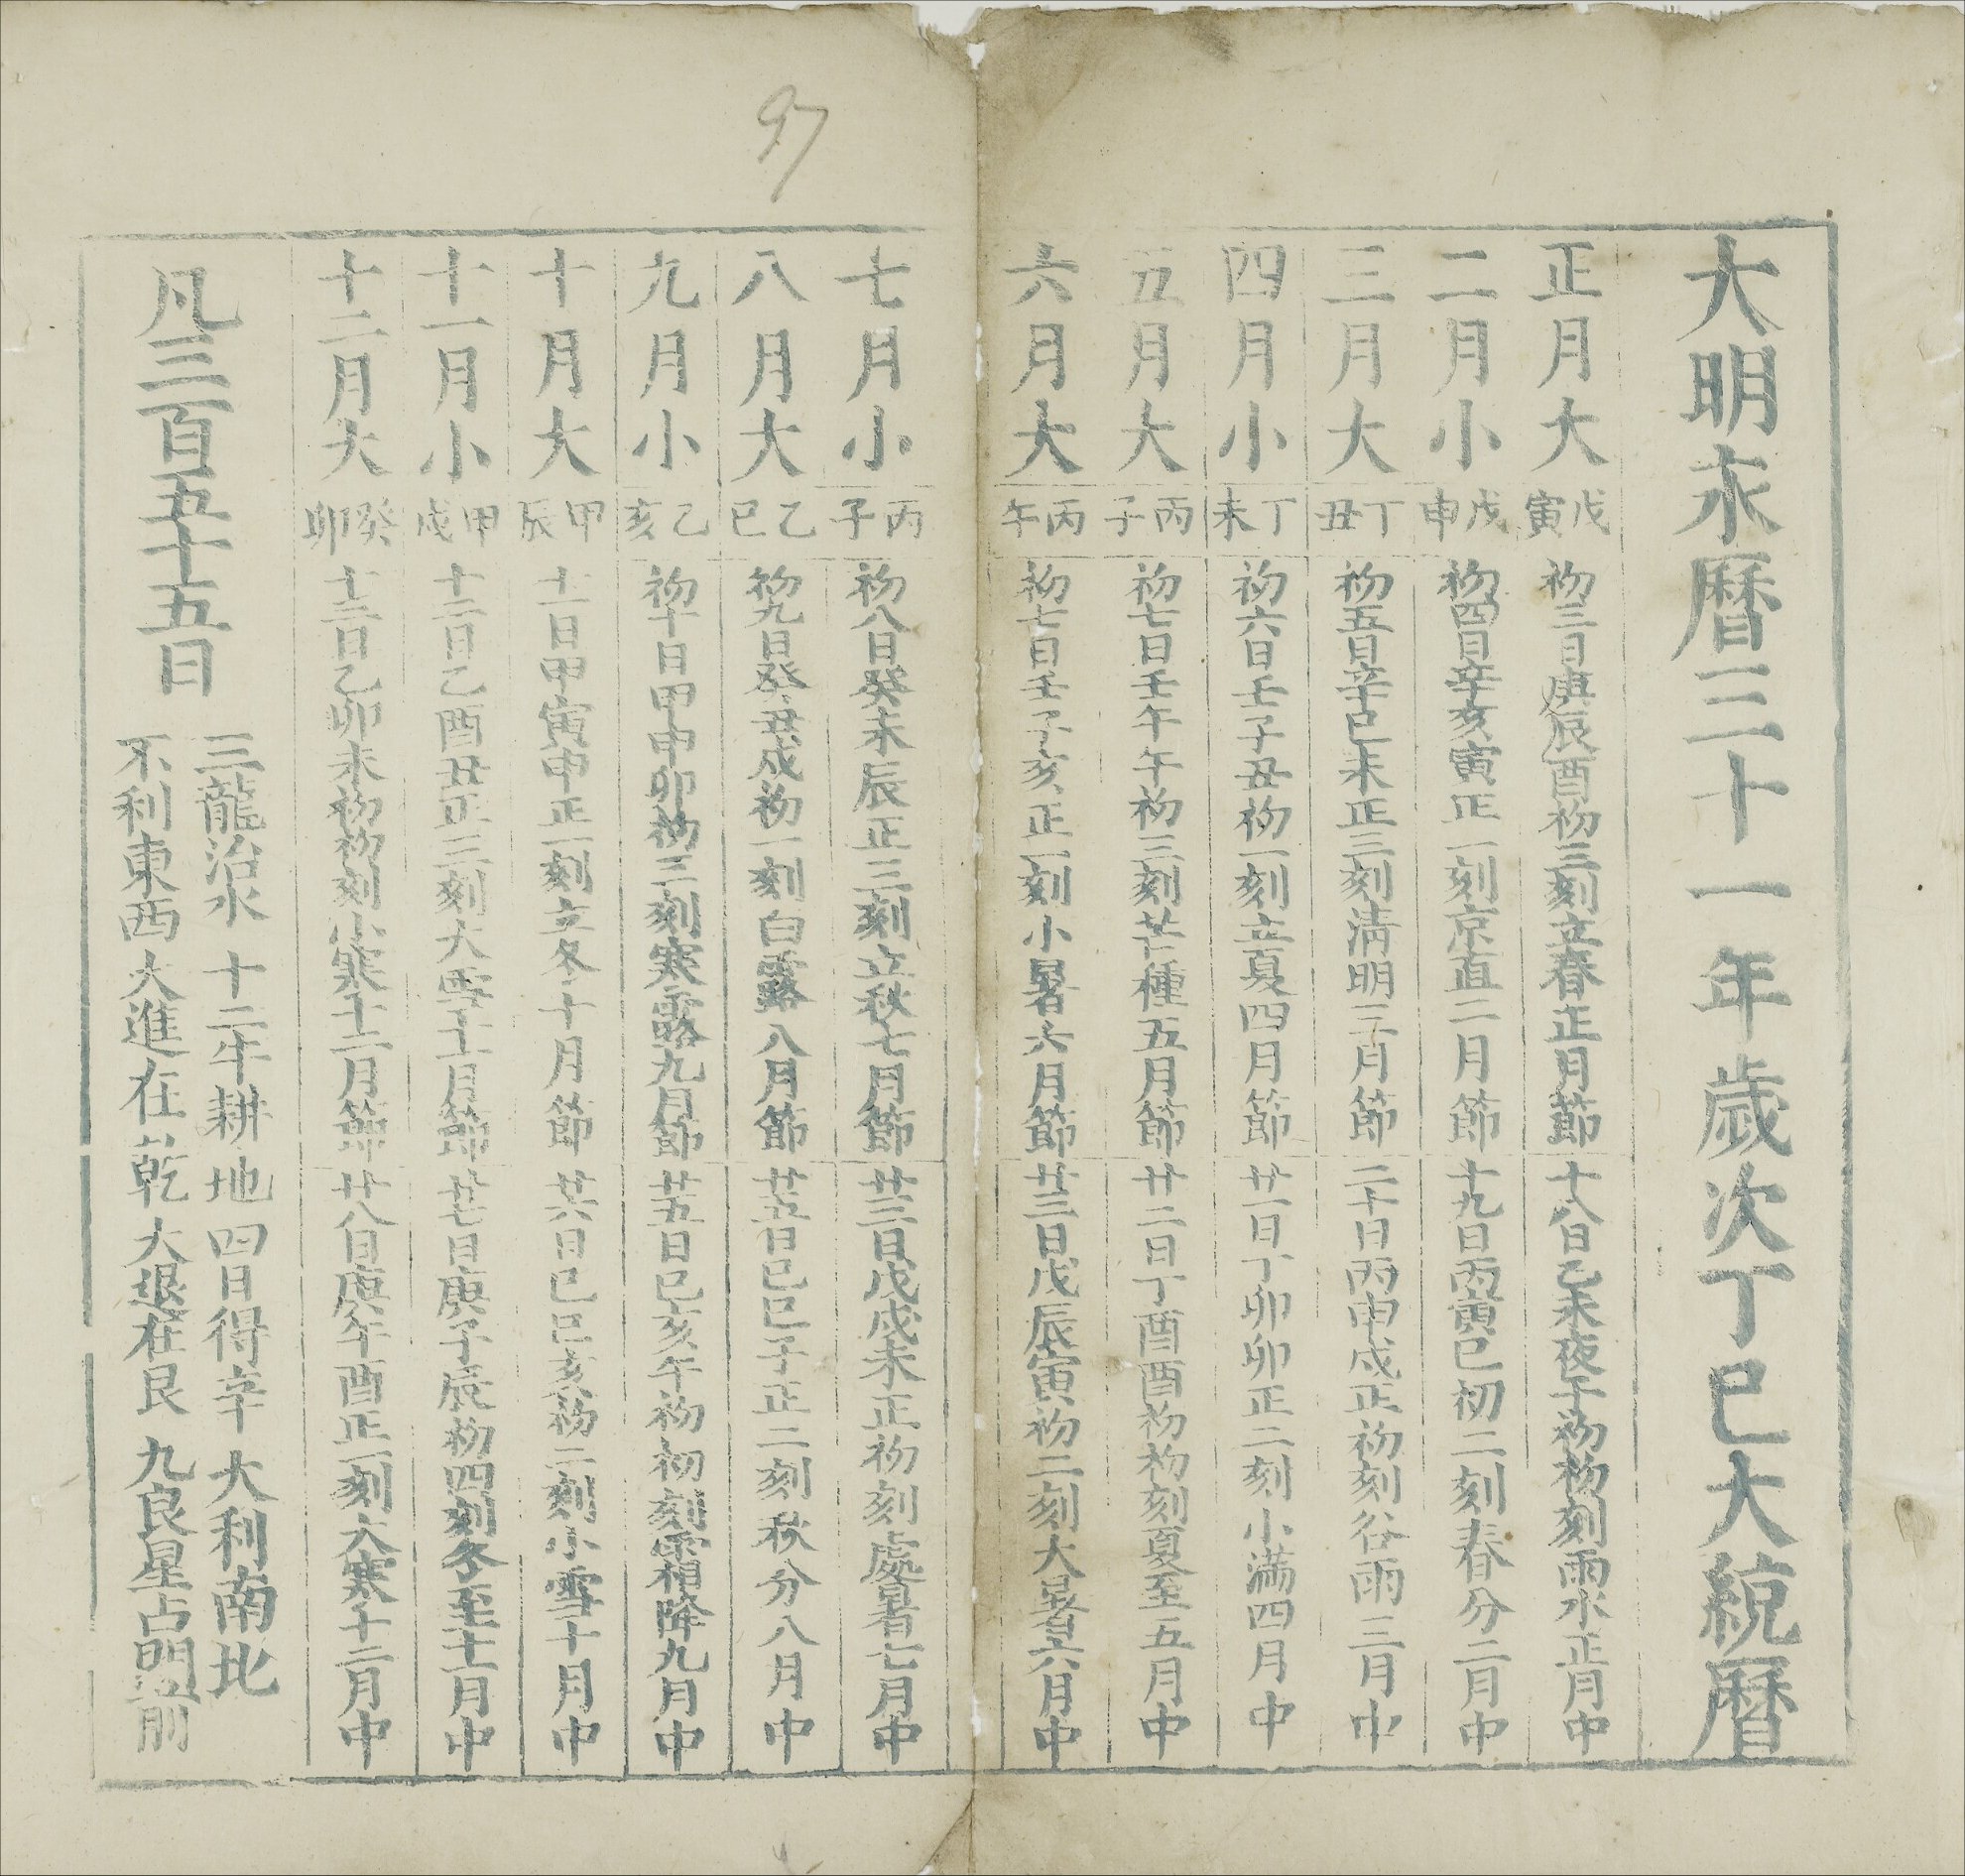 大明永曆三十一年歲次丁巳大統曆
正月大 戊寅 初三日庚辰酉初三刻立春正月節 十八日乙未夜子初初刻雨水正月中
二月小 戊申 初四日辛亥寅正一刻京直二月節 十九日丙寅巳初二刻春分二月中
三月大 丁丑 初五日辛巳未正三刻清明三月節 二十日丙申戌正初刻谷雨三月中
四月小 丁未 初六日壬子丑初一刻立夏四月節 廿一日丁卯卯正二刻小滿四月中
五月大 丙子 初七日壬午午初三刻芒種五月節 廿二日丁酉酉初初刻夏至五月中
六月大 丙午 初七日壬子亥正一刻小暑六月節 廿三日戊辰寅初二刻大暑六月中
七月小 丙子 初八日癸未辰正三刻立秋七月節 廿三日戊戌未正初刻處暑七月中
八月大 乙巳 初九日癸丑戌初一刻白露八月節 廿五日己巳子正二刻秋分八月中
九月小 乙亥 初十日甲申卯初三刻寒露九月節 廿五日己亥午初初刻霜降九月中
十月大 甲辰 十一日甲寅申正一刻立冬十月節 廿六日己巳亥初二刻小雪十月中
十一月小 甲戌 十二日乙酉丑正三刻大雪十一月節 廿七日庚子辰初四刻冬至十一月中
十二月大 癸卯 十三日乙卯未初初刻小寒十二月節 廿八日庚午酉正一刻大寒十二月中
凡三百五十五日
三龍治水 十二牛耕地 四日得辛 大利南北
不利東西 大進在乾 大退在艮 九良星占門前
97